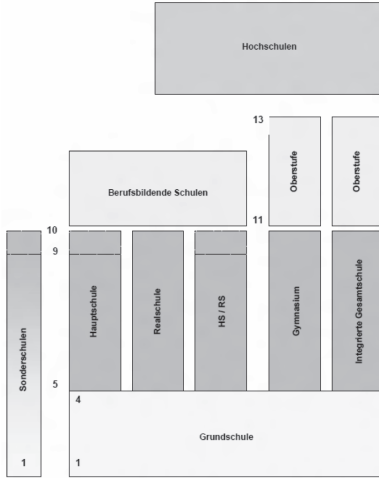 Hochschulen
13
Oberstufe
Oberstufe
Berufsbildende Schulen
11
10
9
Sonderschulen
Hauptschule
Realschule
HS / RS
Gymnasium
Integrierte Gesamtschule
5
4
Grundschule
1
1